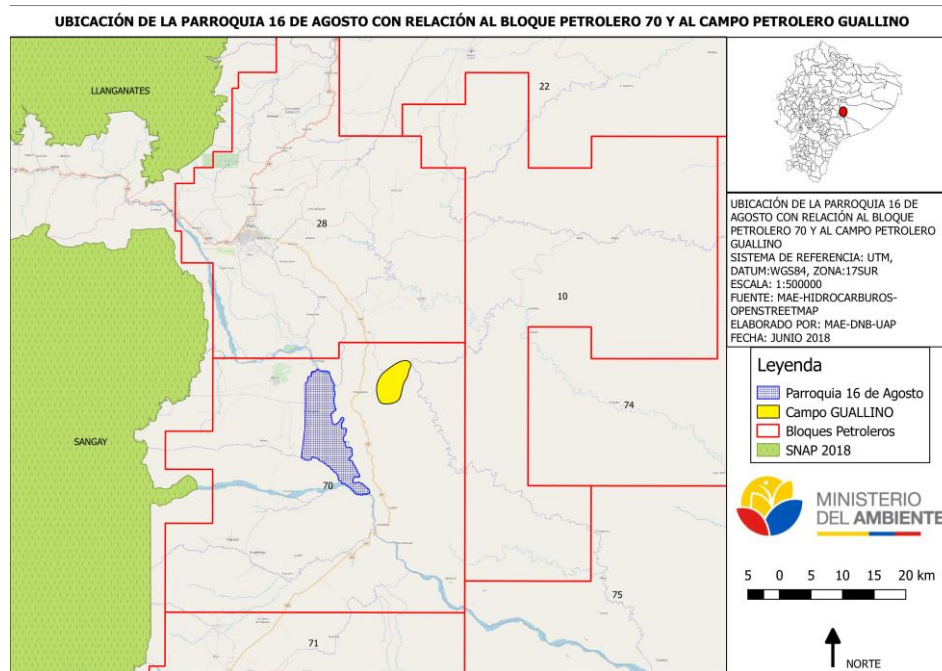 UBICACIÓN DE LA PARROQUIA 16 DE AGOSTO CON RELACIÓN AL BLOQUE PETROLERO 70 Y AL CAMPO PETROLERO GUALLINO
LLANGANATES
22
28
10
74
SANGAY
70
75
71
UBICACIÓN DE LA PARROQUIA 16 DE
AGOSTO CON RELACIÓN AL BLOQUE
PETROLERO 70 Y AL CAMPO PETROLERO
GUALLINO
SISTEMA DE REFERENCIA: UTM,
DATUM:WGS84, ZONA:17SUR
ESCALA: 1:500000
FUENTE: MAE-HIDROCARBUROS-
OPENSTREETMAP
ELABORADO POR: MAE-DNB-UAP
FECHA: JUNIO 2018
Leyenda
Parroquia 16 de Agosto
Campo GUALLINO
Bloques Petroleros
SNAP 2018
MINISTERIO
DEL AMBIENTE
5 0 5 10 15 20 km
NORTE